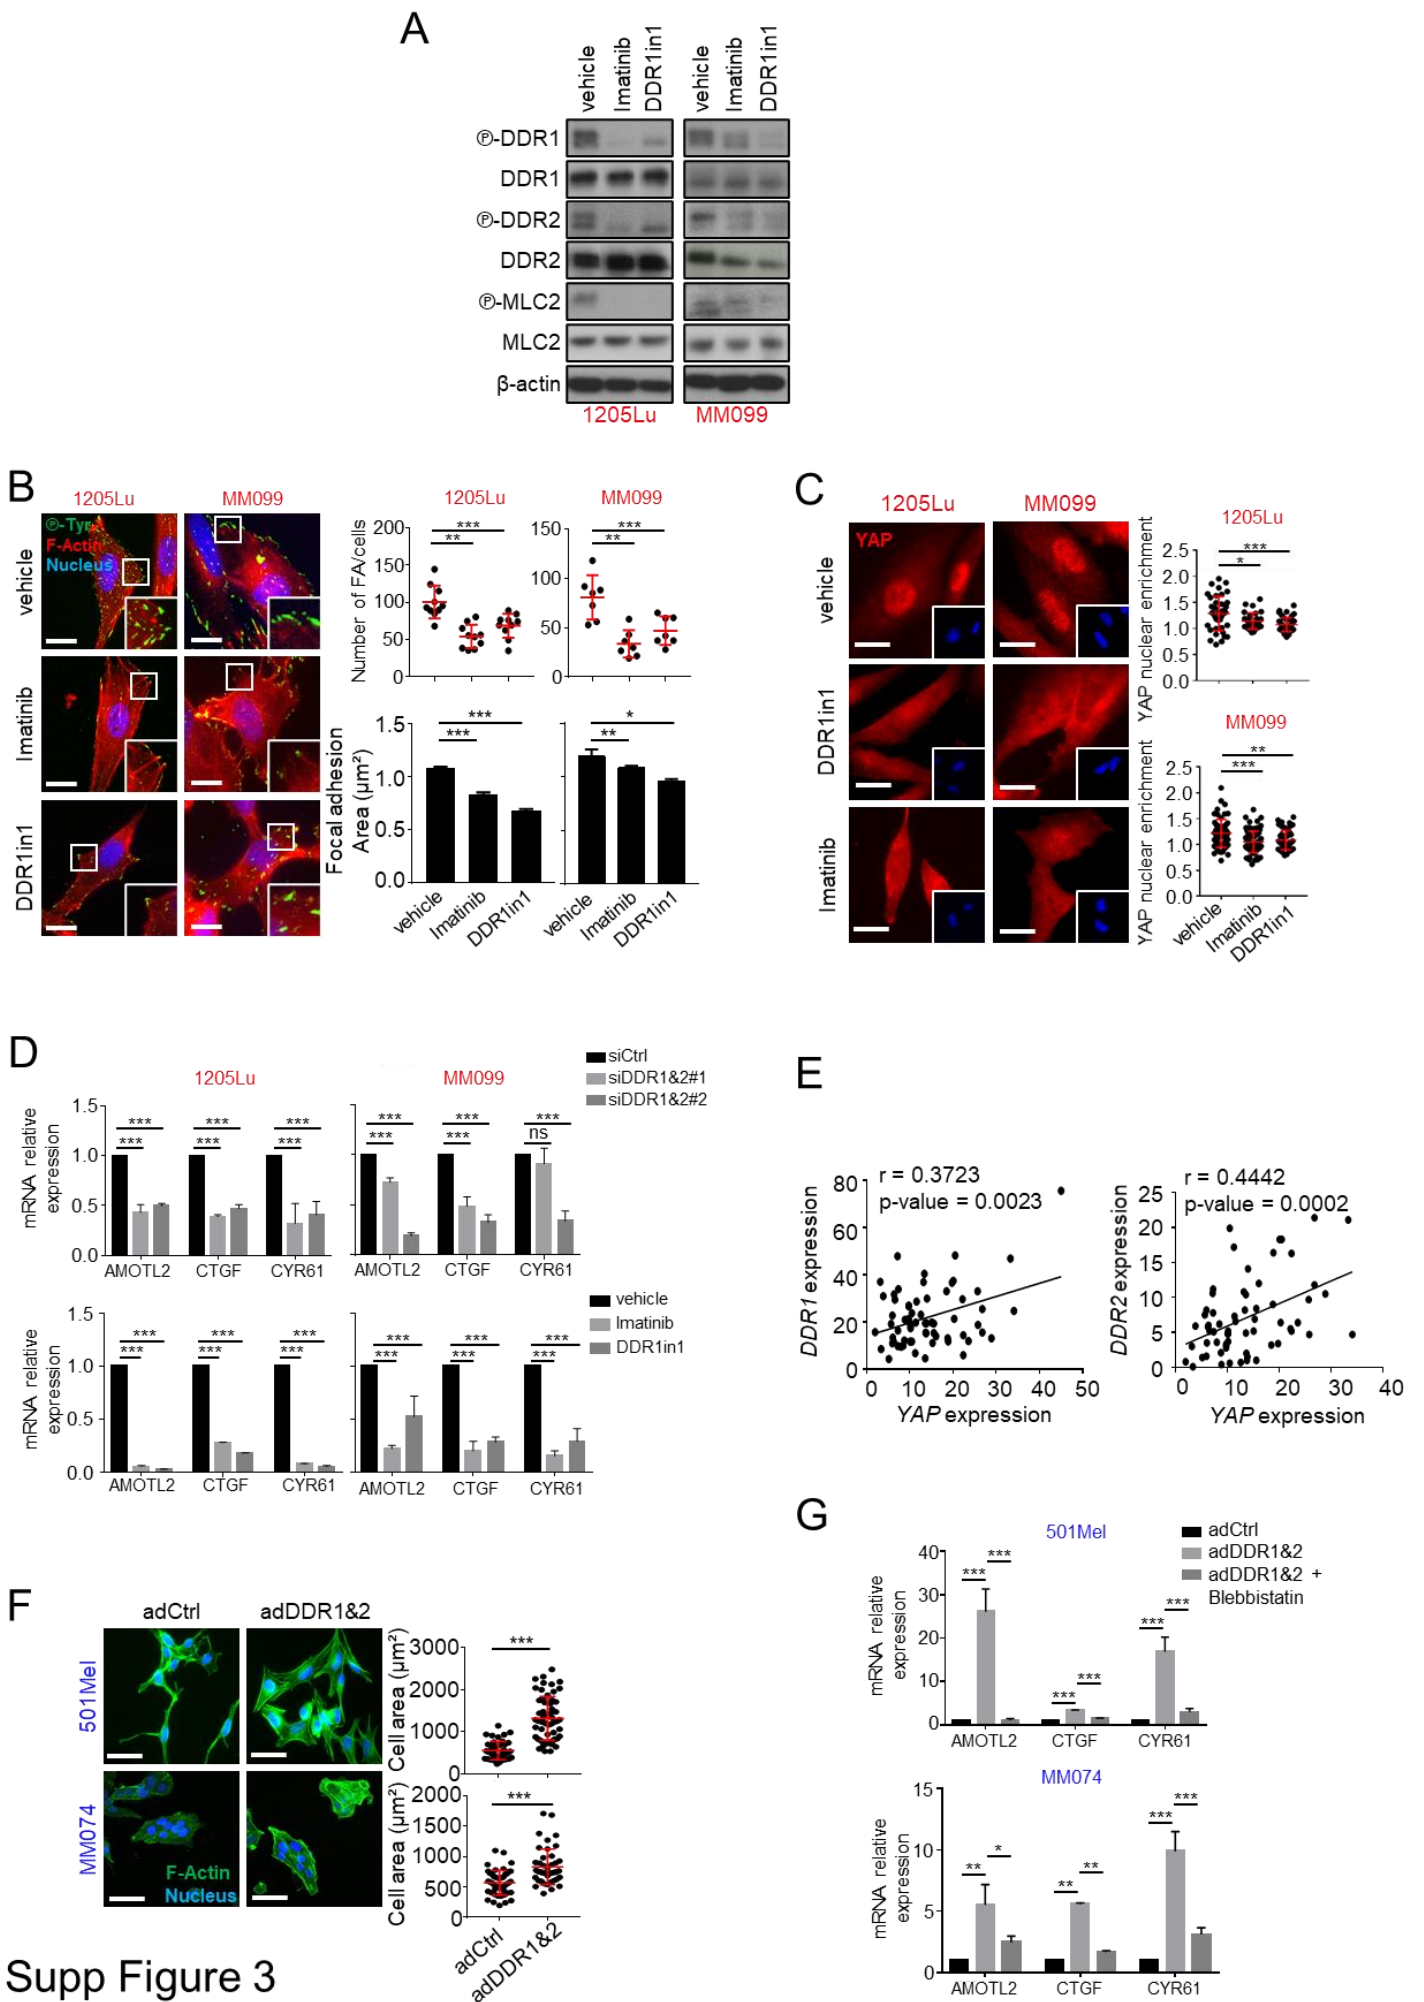 A
vehicle
Imatinib
DDR1in1
vehicle
Imatinib
DDR1in1
Ⓟ-DDR1
DDR1
Ⓟ-DDR2
DDR2
Ⓟ-MLC2
MLC2
β-actin
1205Lu MM099
B
1205Lu MM099
vehicle
Ⓟ-Tyr
F-Actin
Nucleus
Imatinib
DDR1in1
1205Lu MM099
Number of FA/cells
200
150
100
50
0
***
**
150
100
50
0
***
**
Focal adhesion
Area (µm²)
1.5
1.0
0.5
0.0
***
***
*
**
vehicle
Imatinib
DDR1in1
vehicle
Imatinib
DDR1in1
C
1205Lu MM099
YAP
vehicle
DDR1in1
Imatinib
1205Lu
YAP nuclear enrichment
2.5
2.0
1.5
1.0
0.5
0.0
***
*
MM099
YAP nuclear enrichment
2.5
2.0
1.5
1.0
0.5
0.0
**
***
vehicle
Imatinib
DDR1in1
D
1205Lu MM099
siCtrl
siDDR1&2#1
siDDR1&2#2
mRNA relative
expression
1.5
1.0
0.5
0.0
*** *** ***
*** *** ***
*** *** ***
*** *** ns
AMOTL2 CTGF CYR61
AMOTL2 CTGF CYR61
vehicle
Imatinib
DDR1in1
mRNA relative
expression
1.5
1.0
0.5
0.0
*** *** ***
*** *** ***
*** *** ***
*** *** ***
AMOTL2 CTGF CYR61
AMOTL2 CTGF CYR61
E
r = 0.3723
p-value = 0.0023
DDR1 expression
80
60
40
20
0
0 10 20 30 40 50
YAP expression
r = 0.4442
p-value = 0.0002
DDR2 expression
25
20
15
10
5
0
0 10 20 30 40
YAP expression
F
adCtrl adDDR1&2
501Mel
MM074
F-Actin
Nucleus
Cell area (µm²)
3000
2000
1000
0
***
Cell area (µm²)
2000
1500
1000
500
0
***
adCtrl
adDDR1&2
G
501Mel
adCtrl
adDDR1&2
adDDR1&2 +
Blebbistatin
mRNA relative
expression
40
30
20
10
0
*** ***
*** ***
*** ***
AMOTL2 CTGF CYR61
MM074
mRNA relative
expression
15
10
5
0
** *
** **
*** ***
AMOTL2 CTGF CYR61
Supp Figure 3